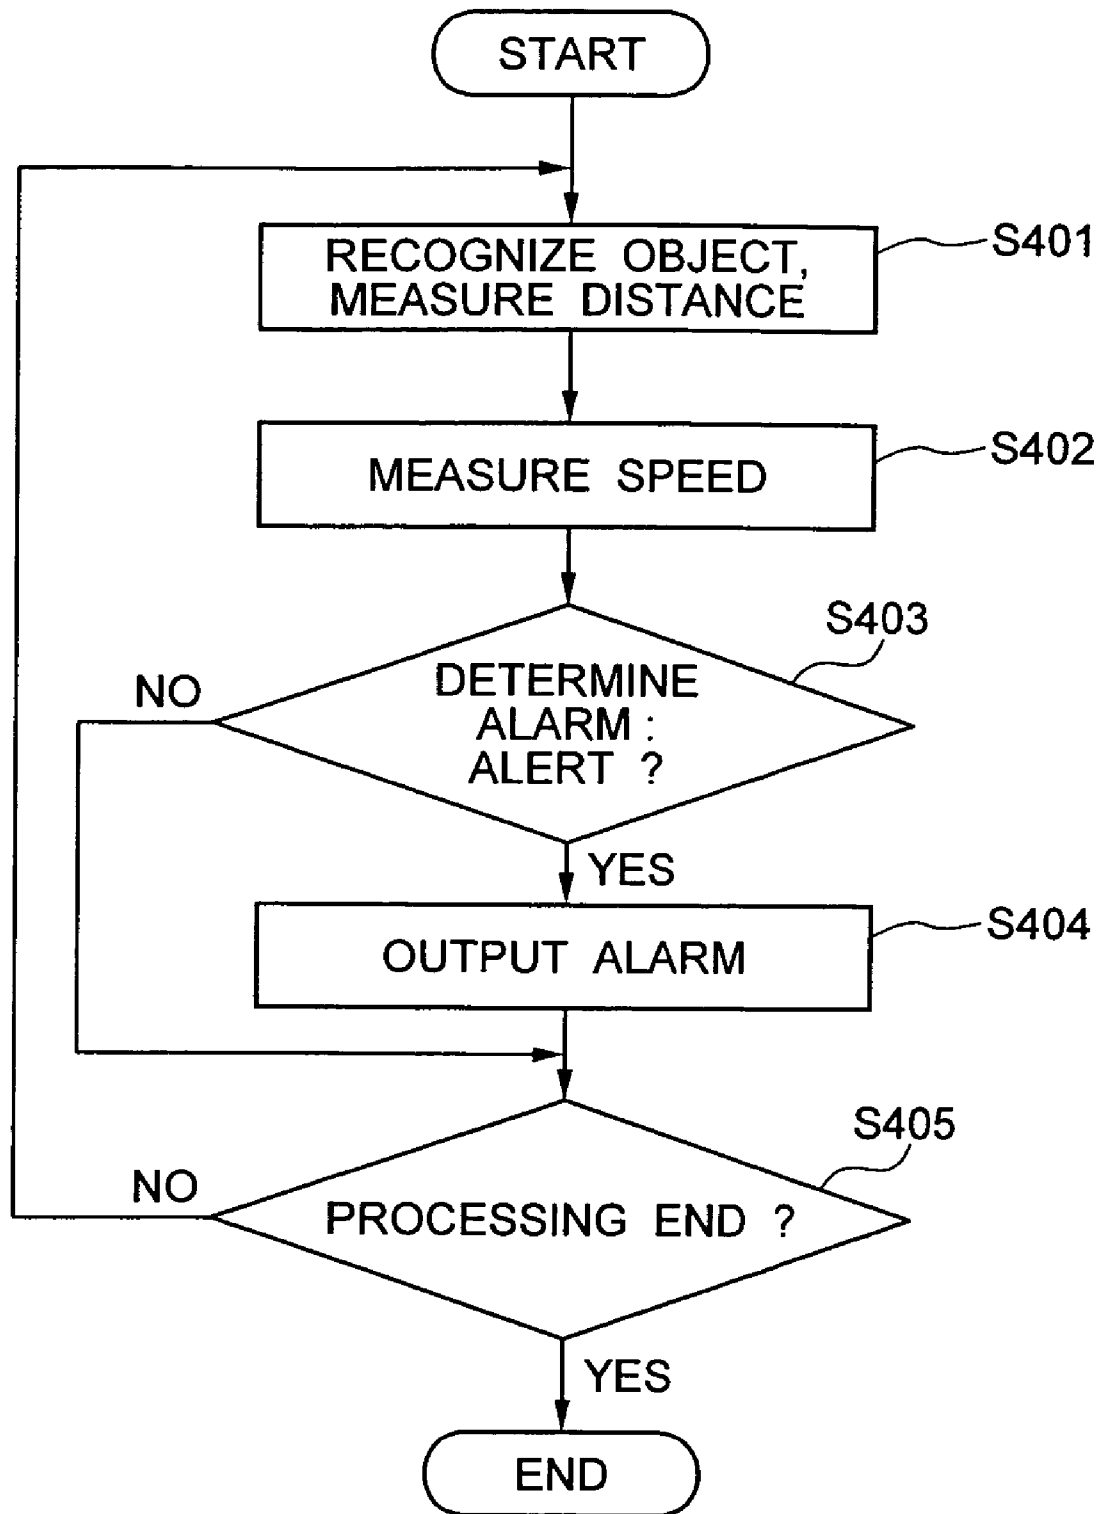 START
RECOGNIZE OBJECT,
MEASURE DISTANCE
S401
MEASURE SPEED
S402
DETERMINE
ALARM :
ALERT ?
S403
NO
YES
OUTPUT ALARM
S404
PROCESSING END ?
S405
NO
YES
END